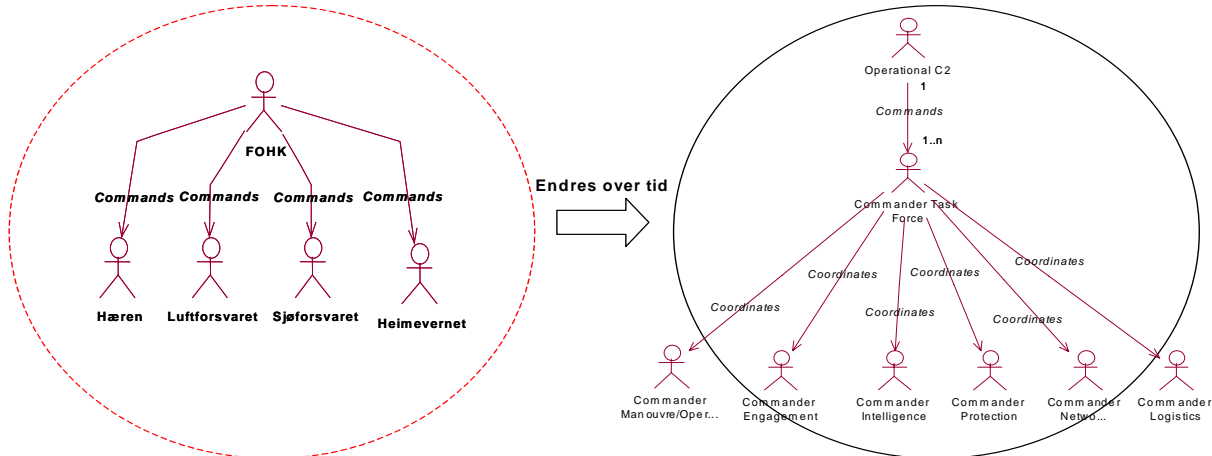 FOHK
Commands Commands Commands Commands
Hæren Luftforsvaret Sjøforsvaret Heimevernet
Endres over tid
Operational C2
1
Commands
1..n
Commander Task
Force
Coordinates
Coordinates
Coordinates
Coordinates
Coordinates
Coordinates
Commander
Manouvre/Oper...
Commander
Engagement
Commander
Intelligence
Commander
Protection
Commander
Netwo...
Commander
Logistics